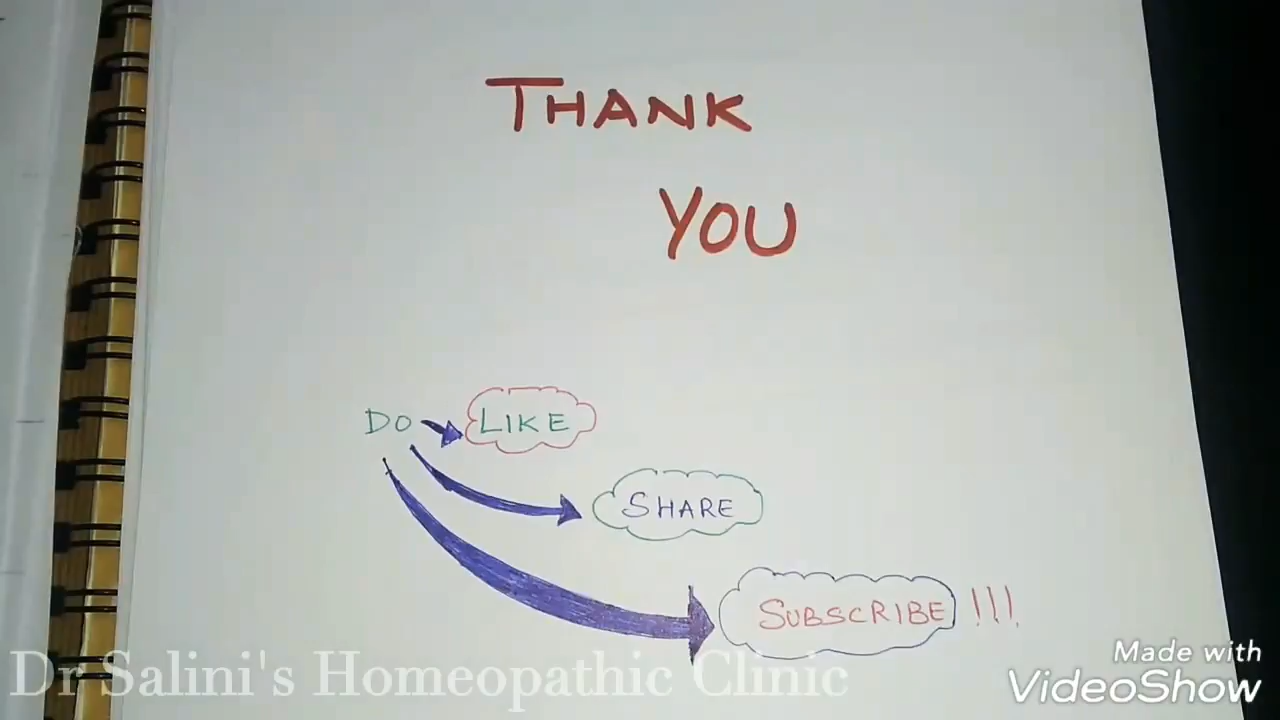 THANK
YOU
DO LIKE
SHARE
SUBSCRIBE !!!
Dr Salini's Homeopathic Clinic
Made with
VideoShow